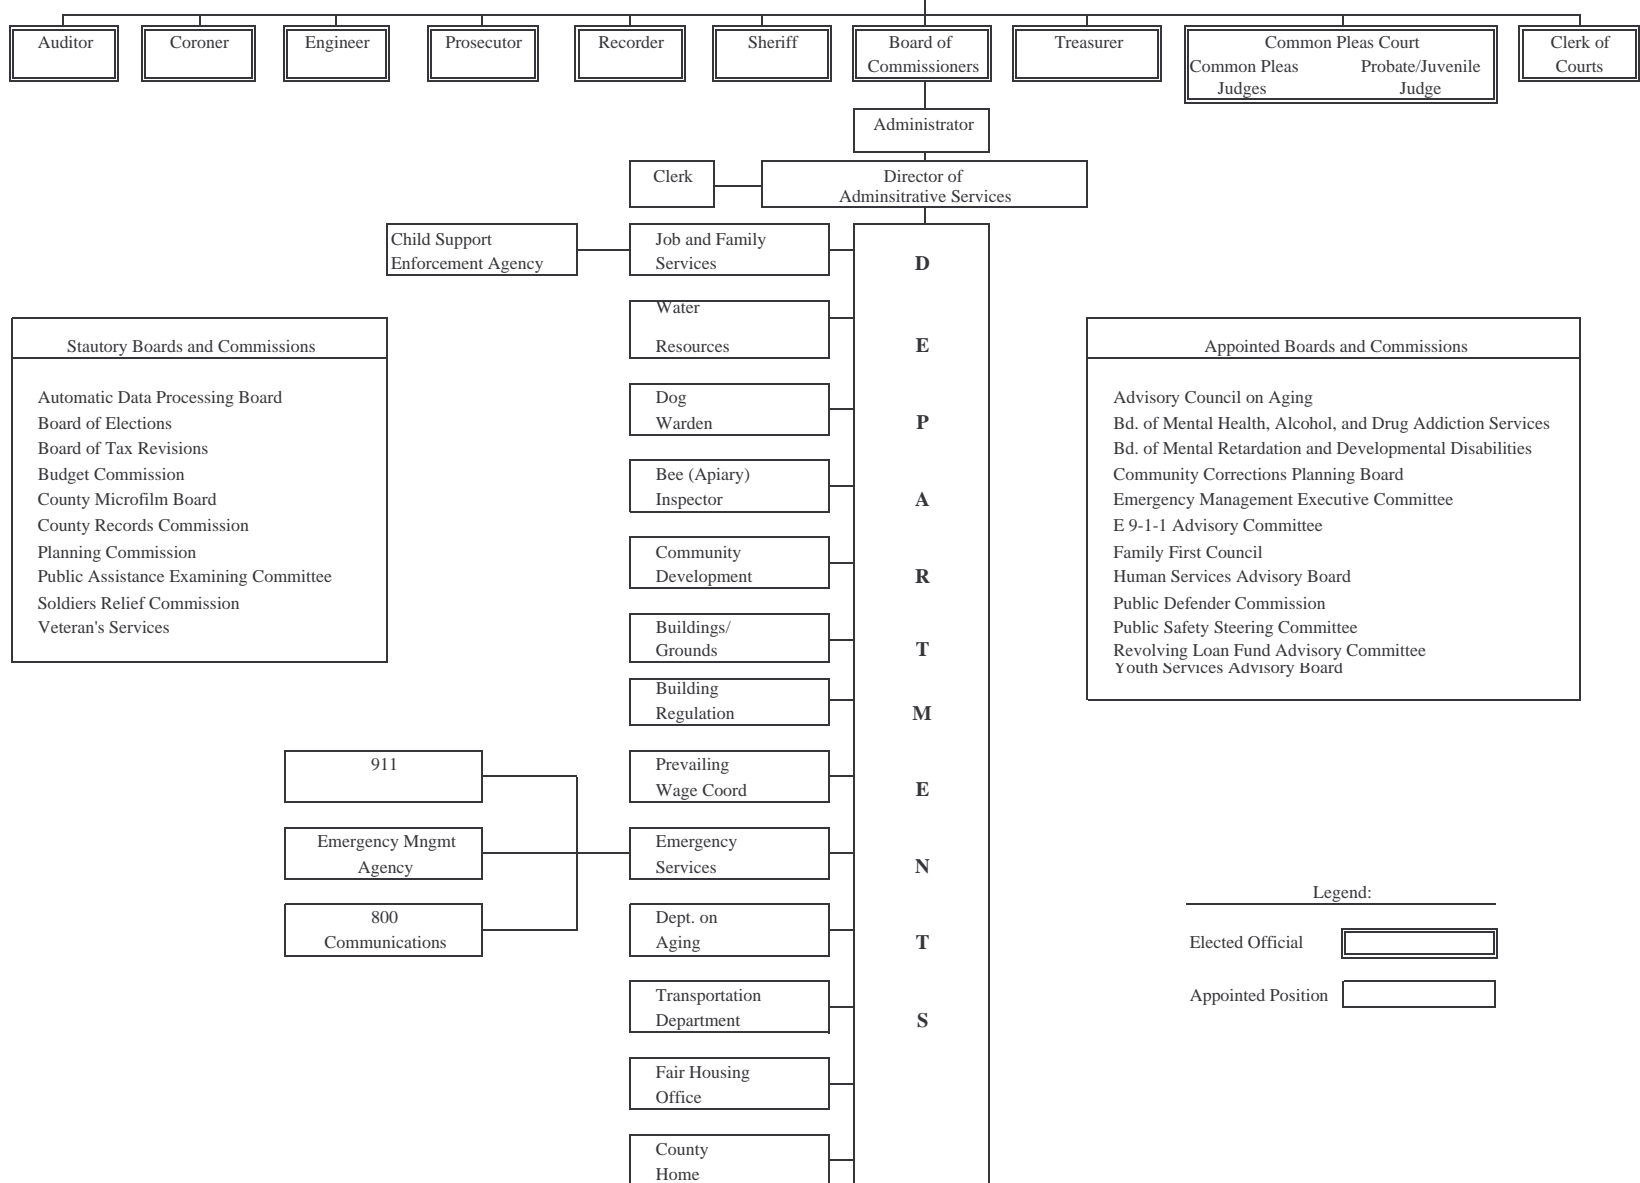 Auditor
Coroner
Engineer
Prosecutor
Recorder
Sheriff
Board of
Commissioners
Treasurer
Common Pleas Court
Common Pleas
Judges
Probate/Juvenile
Judge
Clerk of
Courts
Administrator
Clerk
Director of
Adminsitrative Services
Child Support
Enforcement Agency
Job and Family
Services
Water
Resources
Dog
Warden
Bee (Apiary)
Inspector
Community
Development
Buildings/
Grounds
Building
Regulation
Prevailing
Wage Coord
911
Emergency Mngmt
Agency
800
Communications
Emergency
Services
Dept. on
Aging
Transportation
Department
Fair Housing
Office
County
Home
D
E
P
A
R
T
M
E
N
T
S
Stautory Boards and Commissions
Automatic Data Processing Board
Board of Elections
Board of Tax Revisions
Budget Commission
County Microfilm Board
County Records Commission
Planning Commission
Public Assistance Examining Committee
Soldiers Relief Commission
Veteran's Services
Appointed Boards and Commissions
Advisory Council on Aging
Bd. of Mental Health, Alcohol, and Drug Addiction Services
Bd. of Mental Retardation and Developmental Disabilities
Community Corrections Planning Board
Emergency Management Executive Committee
E 9-1-1 Advisory Committee
Family First Council
Human Services Advisory Board
Public Defender Commission
Public Safety Steering Committee
Revolving Loan Fund Advisory Committee
Youth Services Advisory Board
Legend:
Elected Official
Appointed Position